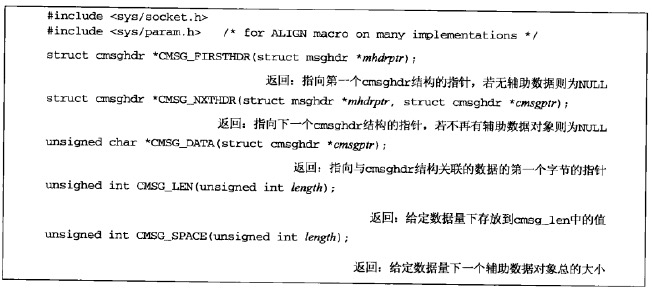 #include <sys/socket.h>
#include <sys/param.h> /* for ALIGN macro on many implementations */
struct cmsghdr *CMSG_FIRSTHDR(struct msghdr *mhdrptr);
返回：指向第一个cmsghdr结构的指针，若无辅助数据则为NULL
struct cmsghdr *CMSG_NXTHDR(struct msghdr *mhdrptr, struct cmsghdr *cmsgptr);
返回：指向下一个cmsghdr结构的指针，若不再有辅助数据对象则为NULL
unsigned char *CMSG_DATA(struct cmsghdr *cmsgptr);
返回：指向与cmsghdr结构关联的数据的第一个字节的指针
unsigned int CMSG_LEN(unsigned int length);
返回：给定数据量下存放到cmsg_len中的值
unsigned int CMSG_SPACE(unsigned int length);
返回：给定数据量下一个辅助数据对象总的大小